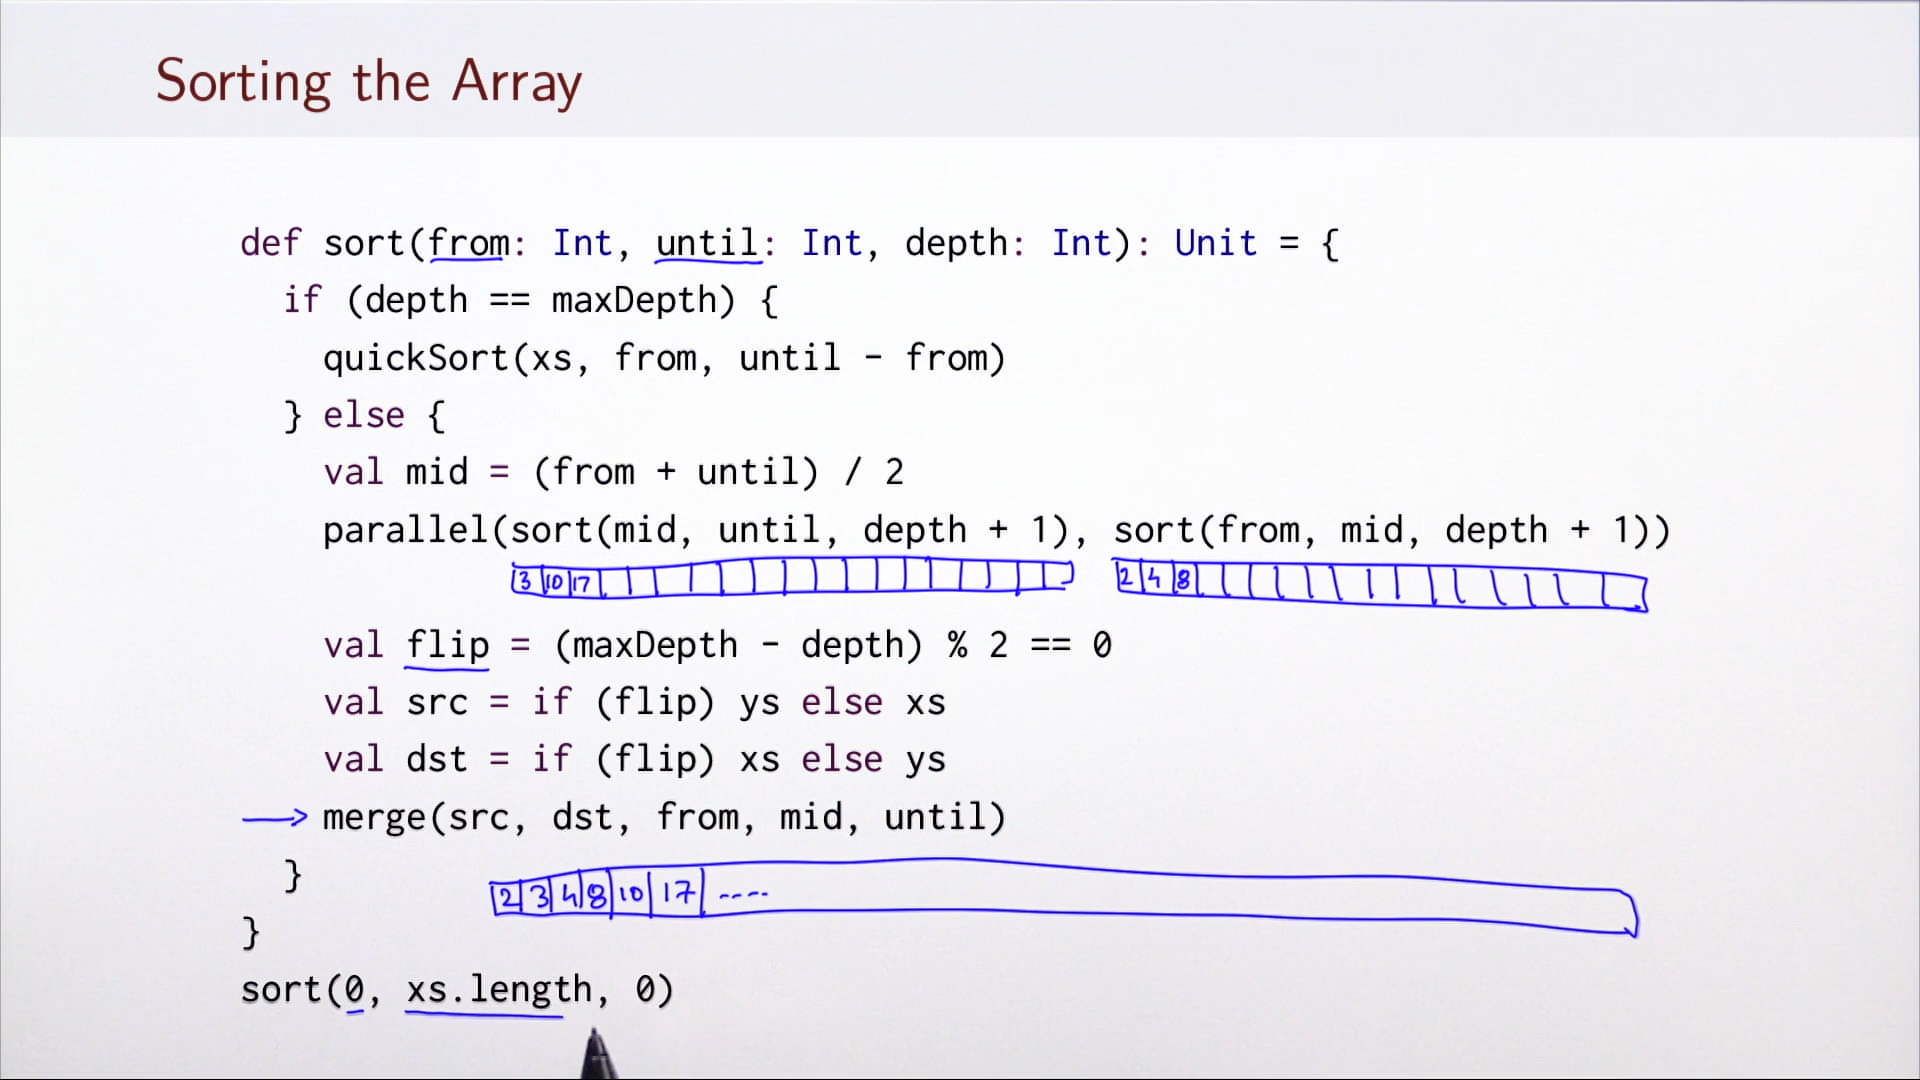 Sorting the Array
def sort(from: Int, until: Int, depth: Int): Unit = {
if (depth == maxDepth) {
quickSort(xs, from, until - from)
} else {
val mid = (from + until) / 2
parallel(sort(mid, until, depth + 1), sort(from, mid, depth + 1))
3 10 17 2 4 8
val flip = (maxDepth - depth) % 2 == 0
val src = if (flip) ys else xs
val dst = if (flip) xs else ys
→ merge(src, dst, from, mid, until)
}
2 3 4 8 10 17 ----
}
sort(0, xs.length, 0)